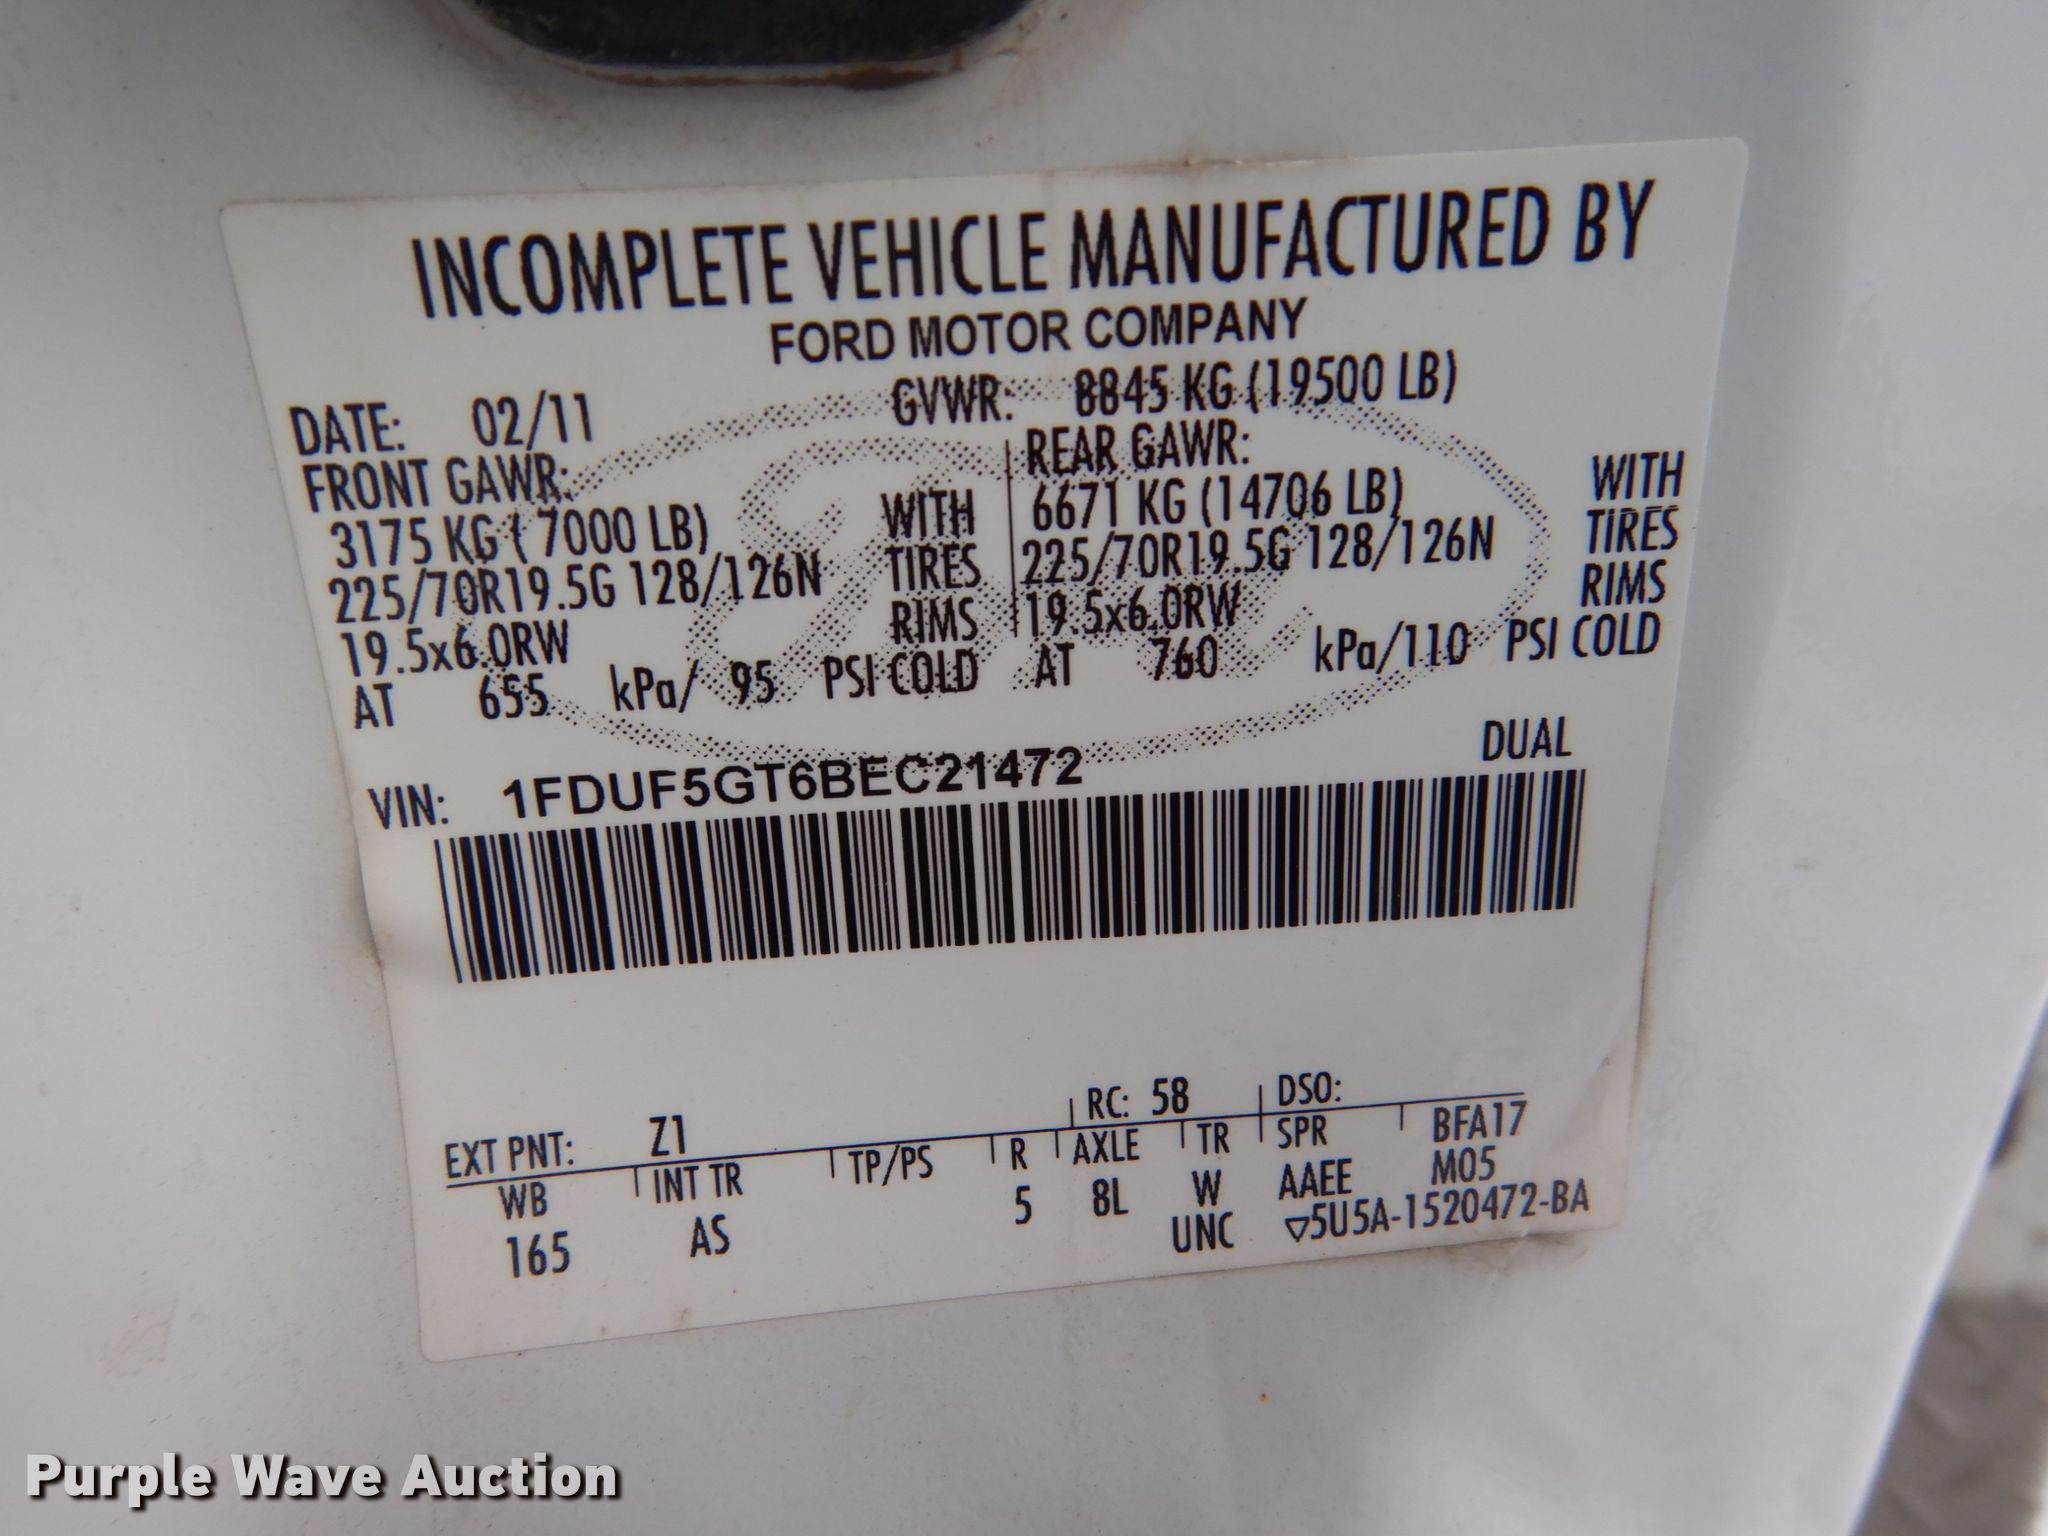 INCOMPLETE VEHICLE MANUFACTURED BY
FORD MOTOR COMPANY
DATE: 02/11 GVWR: 8845 KG (19500 LB)
FRONT GAWR: REAR GAWR:
3175 KG ( 7000 LB) WITH 6671 KG (14706 LB) WITH
225/70R19.5G 128/126N TIRES 225/70R19.5G 128/126N TIRES
19.5x6.0RW RIMS 19.5x6.0RW RIMS
AT 655 kPa/ 95 PSI COLD AT 760 kPa/110 PSI COLD
VIN: 1FDUF5GT6BEC21472 DUAL
EXT PNT: Z1 RC: 58 DSO:
WB INT TR TP/PS R AXLE TR SPR BFA17
165 AS 5 8L W AAEE M05
UNC ▽5U5A-1520472-BA
Purple Wave Auction